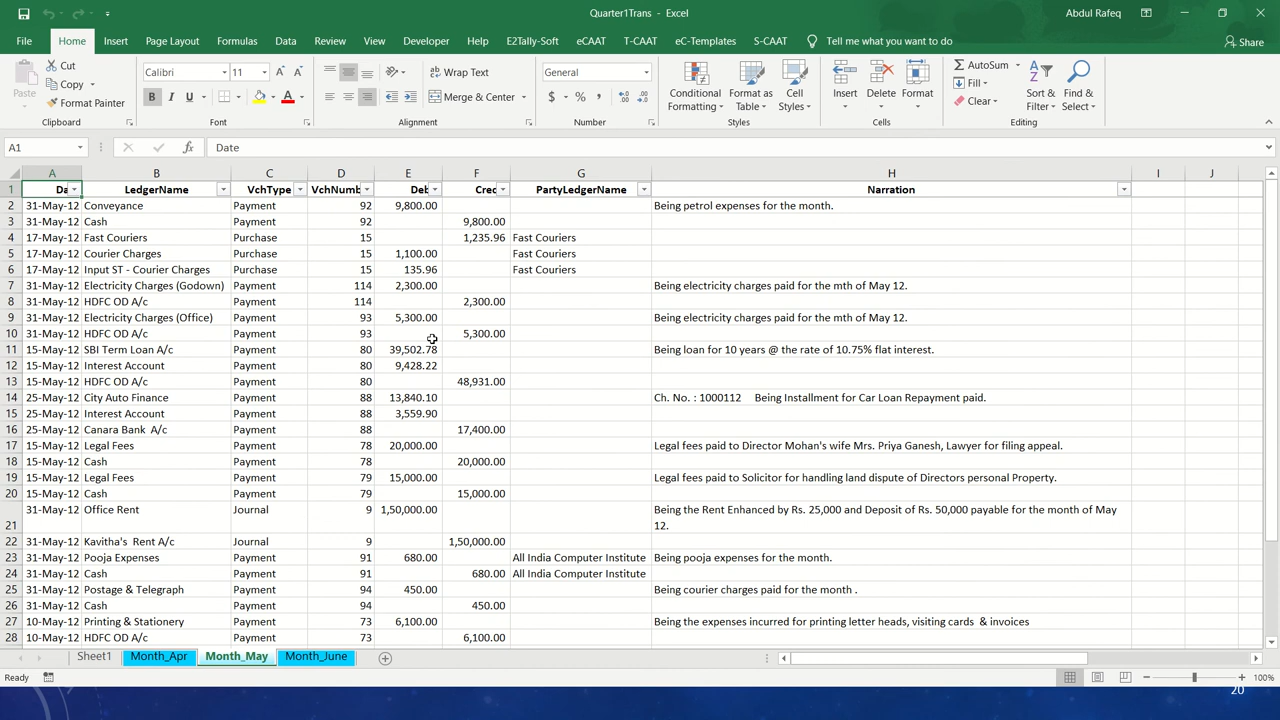 Quarter1Trans - Excel
Abdul Rafeq
File Home Insert Page Layout Formulas Data Review View Developer Help E2Tally-Soft eCAAT T-CAAT eC-Templates S-CAAT Tell me what you want to do Share
Paste Cut Copy Format Painter
Clipboard
Calibri 11
B I U A
Font
Wrap Text
Merge & Center
Alignment
General
$ % ,
Number
Conditional Formatting Format as Table Cell Styles
Styles
Insert Delete Format
Cells
AutoSum Fill Clear Sort & Filter Find & Select
Editing
A1 fx Date
A B C D E F G H I J
1 Da LedgerName VchType VchNumb Deb Cred PartyLedgerName Narration
2 31-May-12 Conveyance Payment 92 9,800.00 Being petrol expenses for the month.
3 31-May-12 Cash Payment 92 9,800.00
4 17-May-12 Fast Couriers Purchase 15 1,235.96 Fast Couriers
5 17-May-12 Courier Charges Purchase 15 1,100.00 Fast Couriers
6 17-May-12 Input ST - Courier Charges Purchase 15 135.96 Fast Couriers
7 31-May-12 Electricity Charges (Godown) Payment 114 2,300.00 Being electricity charges paid for the mth of May 12.
8 31-May-12 HDFC OD A/c Payment 114 2,300.00
9 31-May-12 Electricity Charges (Office) Payment 93 5,300.00 Being electricity charges paid for the mth of May 12.
10 31-May-12 HDFC OD A/c Payment 93 5,300.00
11 15-May-12 SBI Term Loan A/c Payment 80 39,502.78 Being loan for 10 years @ the rate of 10.75% flat interest.
12 15-May-12 Interest Account Payment 80 9,428.22
13 15-May-12 HDFC OD A/c Payment 80 48,931.00
14 25-May-12 City Auto Finance Payment 88 13,840.10 Ch. No. : 1000112 Being Installment for Car Loan Repayment paid.
15 25-May-12 Interest Account Payment 88 3,559.90
16 25-May-12 Canara Bank A/c Payment 88 17,400.00
17 15-May-12 Legal Fees Payment 78 20,000.00 Legal fees paid to Director Mohan's wife Mrs. Priya Ganesh, Lawyer for filing appeal.
18 15-May-12 Cash Payment 78 20,000.00
19 15-May-12 Legal Fees Payment 79 15,000.00 Legal fees paid to Solicitor for handling land dispute of Directors personal Property.
20 15-May-12 Cash Payment 79 15,000.00
31-May-12 Office Rent Journal 9 1,50,000.00 Being the Rent Enhanced by Rs. 25,000 and Deposit of Rs. 50,000 payable for the month of May
21 12.
22 31-May-12 Kavitha's Rent A/c Journal 9 1,50,000.00
23 31-May-12 Pooja Expenses Payment 91 680.00 All India Computer Institute Being pooja expenses for the month.
24 31-May-12 Cash Payment 91 680.00 All India Computer Institute
25 31-May-12 Postage & Telegraph Payment 94 450.00 Being courier charges paid for the month .
26 31-May-12 Cash Payment 94 450.00
27 10-May-12 Printing & Stationery Payment 73 6,100.00 Being the expenses incurred for printing letter heads, visiting cards & invoices
28 10-May-12 HDFC OD A/c Payment 73 6,100.00
Sheet1 Month_Apr Month_May Month_June
Ready 100%
20